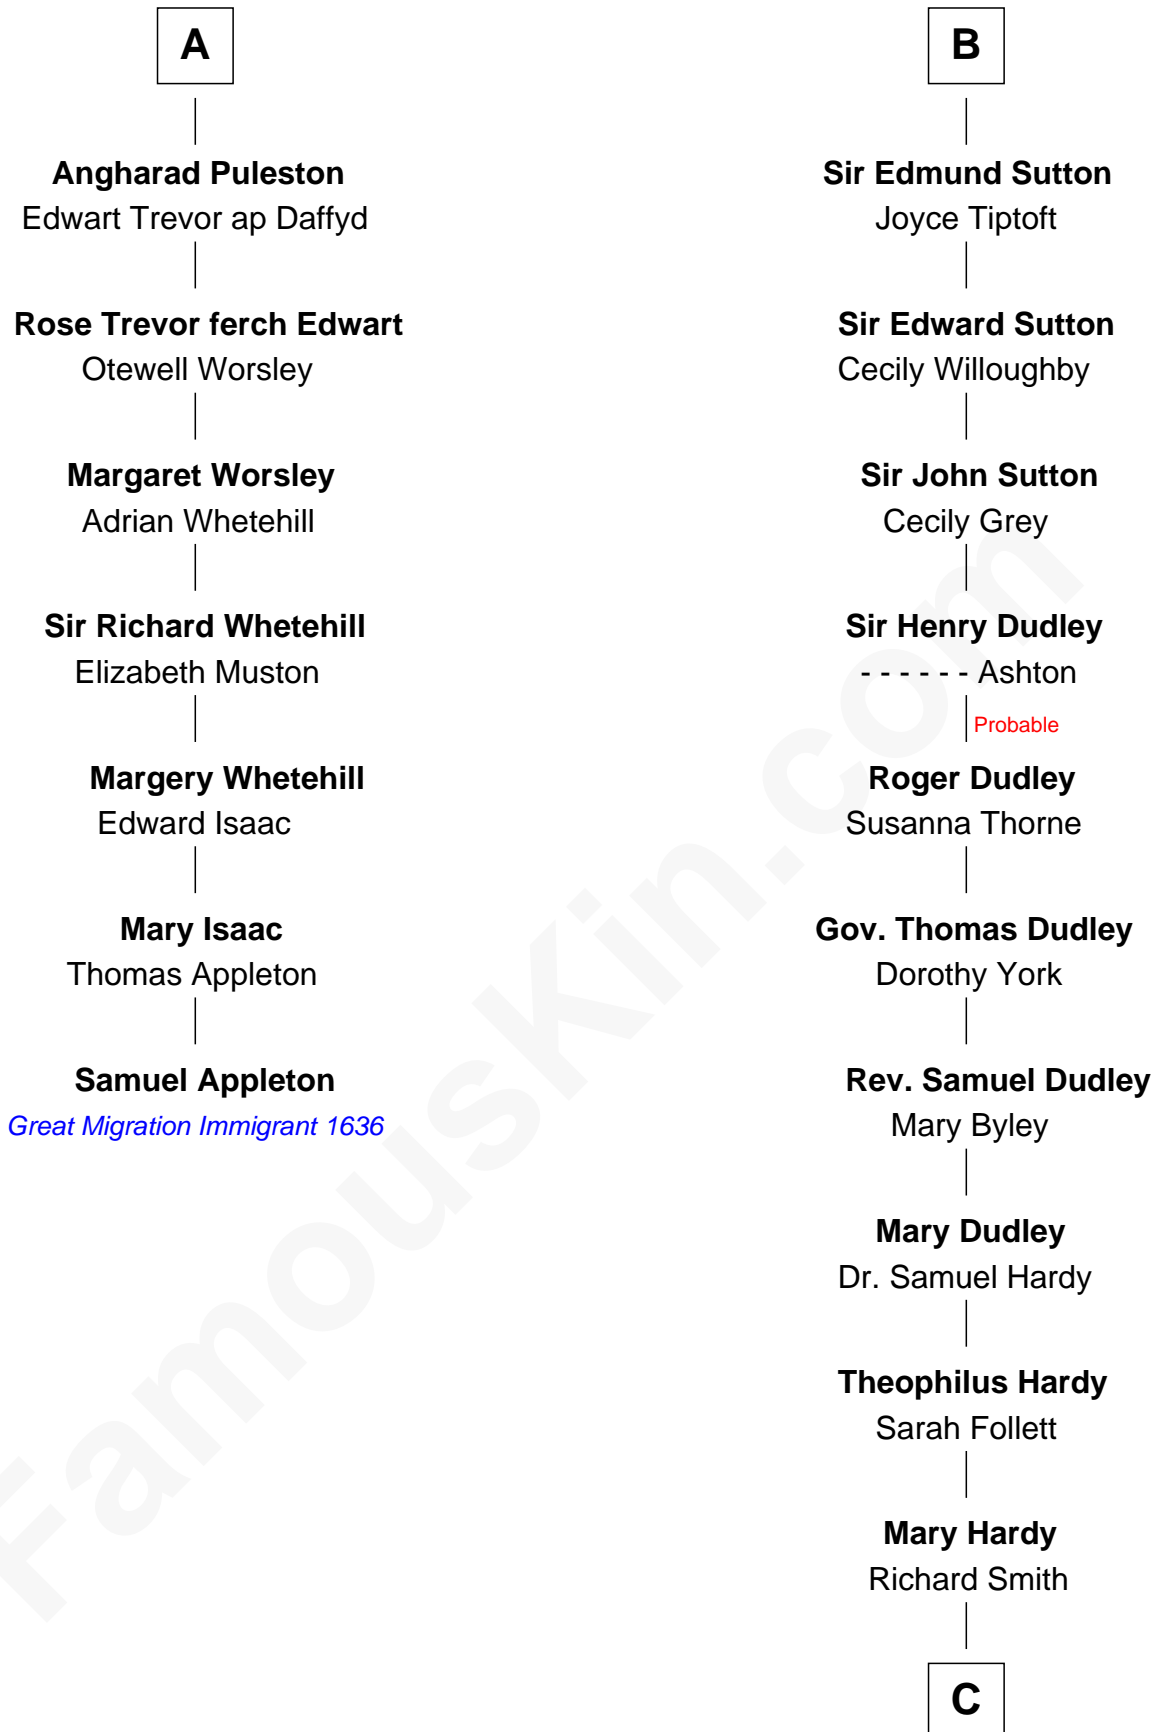 A
Angharad Puleston
Edwart Trevor ap Daffyd
Rose Trevor ferch Edwart
Otewell Worsley
Margaret Worsley
Adrian Whetehill
Sir Richard Whetehill
Elizabeth Muston
Margery Whetehill
Edward Isaac
Mary Isaac
Thomas Appleton
Samuel Appleton
Great Migration Immigrant 1636
B
Sir Edmund Sutton
Joyce Tiptoft
Sir Edward Sutton
Cecily Willoughby
Sir John Sutton
Cecily Grey
Sir Henry Dudley
- - - - - - Ashton
Probable
Roger Dudley
Susanna Thorne
Gov. Thomas Dudley
Dorothy York
Rev. Samuel Dudley
Mary Byley
Mary Dudley
Dr. Samuel Hardy
Theophilus Hardy
Sarah Follett
Mary Hardy
Richard Smith
C
FamousKin.com